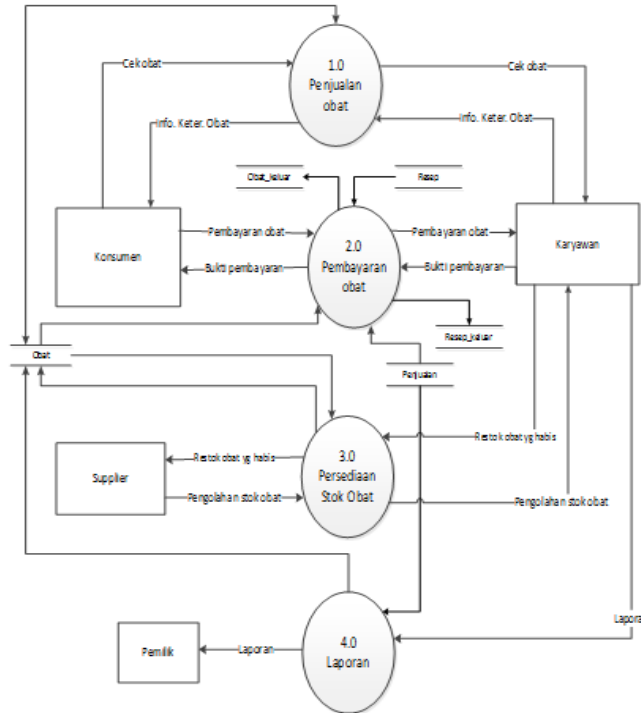 1.0
Penjualan
obat
Cek obat
Cek obat
Info. Keter. Obat
Info. Keter. Obat
Obat_keluar
Resep
Konsumen
Pembayaran obat
2.0
Pembayaran
obat
Pembayaran obat
Karyawan
Bukti pembayaran
Bukti pembayaran
Resep_keluar
Obat
Penjualan
3.0
Persediaan
Stok Obat
Restok obat yg habis
Restok obat yg habis
Supplier
Pengolahan stok obat
Pengolahan stok obat
4.0
Laporan
Lapora
Pemilik
Laporan